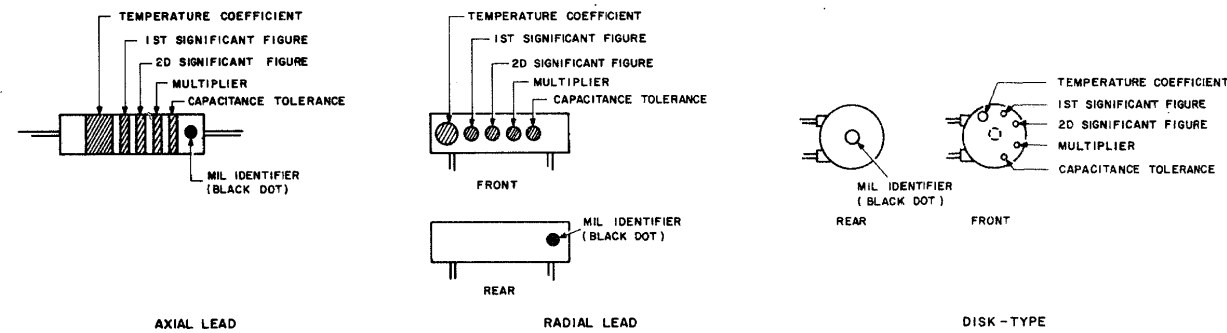 TEMPERATURE COEFFICIENT
1ST SIGNIFICANT FIGURE
2D SIGNIFICANT FIGURE
MULTIPLIER
CAPACITANCE TOLERANCE
MIL IDENTIFIER
(BLACK DOT)
AXIAL LEAD
TEMPERATURE COEFFICIENT
1ST SIGNIFICANT FIGURE
2D SIGNIFICANT FIGURE
MULTIPLIER
CAPACITANCE TOLERANCE
FRONT
MIL IDENTIFIER
(BLACK DOT)
REAR
RADIAL LEAD
MIL IDENTIFIER
(BLACK DOT)
REAR
TEMPERATURE COEFFICIENT
1ST SIGNIFICANT FIGURE
2D SIGNIFICANT FIGURE
MULTIPLIER
CAPACITANCE TOLERANCE
FRONT
DISK-TYPE